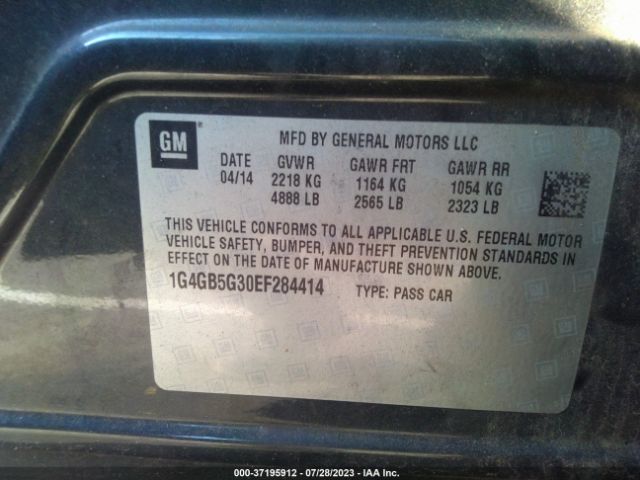 GM ®
MFD BY GENERAL MOTORS LLC
DATE GVWR GAWR FRT GAWR RR
04/14 2218 KG 1164 KG 1054 KG
4888 LB 2565 LB 2323 LB
THIS VEHICLE CONFORMS TO ALL APPLICABLE U.S. FEDERAL MOTOR
VEHICLE SAFETY, BUMPER, AND THEFT PREVENTION STANDARDS IN
EFFECT ON THE DATE OF MANUFACTURE SHOWN ABOVE.
1G4GB5G30EF284414 TYPE: PASS CAR
000-37195912 - 07/28/2023 - IAA Inc.